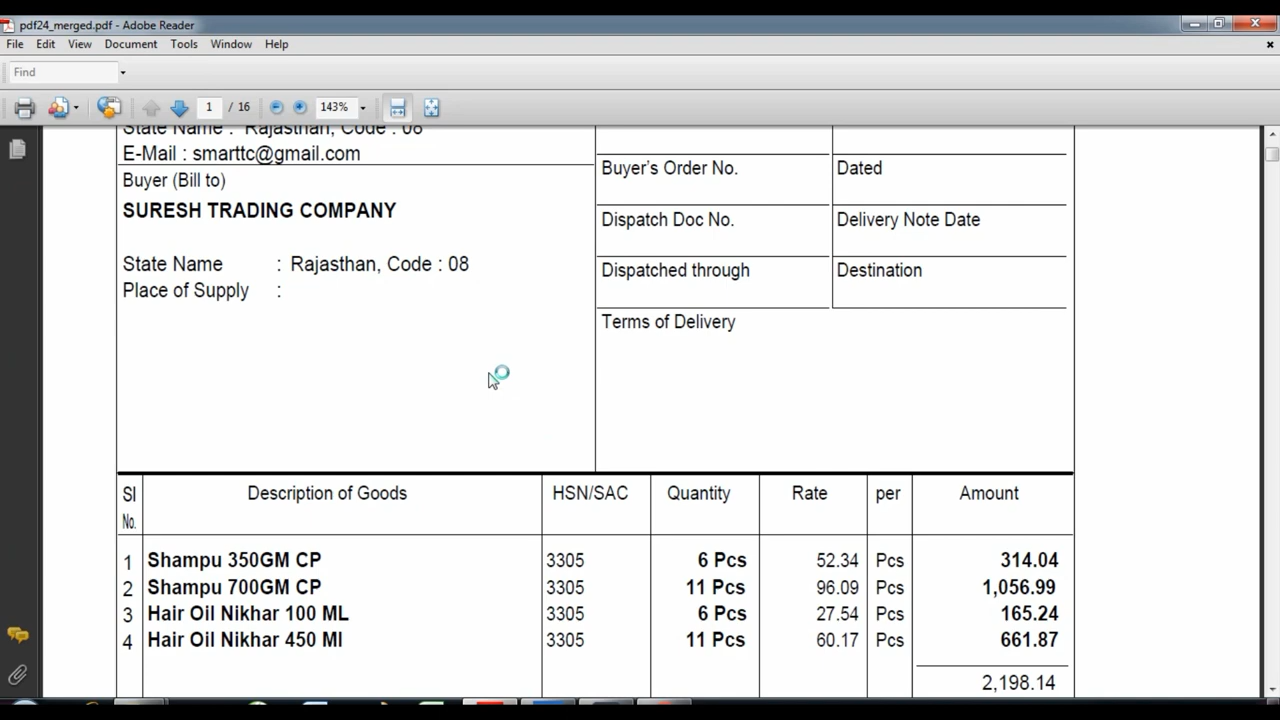 pdf24_merged.pdf - Adobe Reader
File Edit View Document Tools Window Help
Find
1 / 16 143%
State Name : Rajasthan, Code : 08
E-Mail : smarttc@gmail.com
Buyer (Bill to)
SURESH TRADING COMPANY
State Name : Rajasthan, Code : 08
Place of Supply :
Buyer's Order No. Dated
Dispatch Doc No. Delivery Note Date
Dispatched through Destination
Terms of Delivery
Sl No. Description of Goods HSN/SAC Quantity Rate per Amount
1 Shampu 350GM CP 3305 6 Pcs 52.34 Pcs 314.04
2 Shampu 700GM CP 3305 11 Pcs 96.09 Pcs 1,056.99
3 Hair Oil Nikhar 100 ML 3305 6 Pcs 27.54 Pcs 165.24
4 Hair Oil Nikhar 450 Ml 3305 11 Pcs 60.17 Pcs 661.87
2,198.14